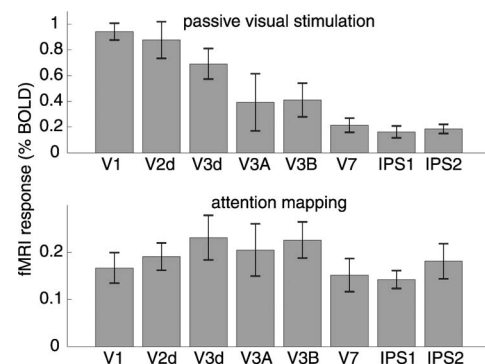 passive visual stimulation
1
0.8
0.6
0.4
0.2
0
V1 V2d V3d V3A V3B V7 IPS1 IPS2
fMRI response (% BOLD)
attention mapping
0.2
0.1
0
V1 V2d V3d V3A V3B V7 IPS1 IPS2